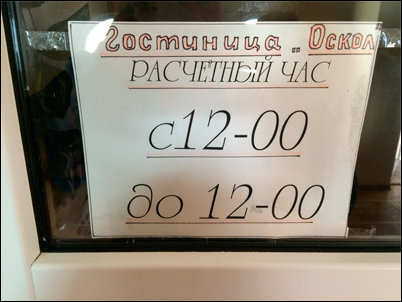 Гостиница „Оскол
РАСЧЕТНЫЙ ЧАС
с12-00
до 12-00